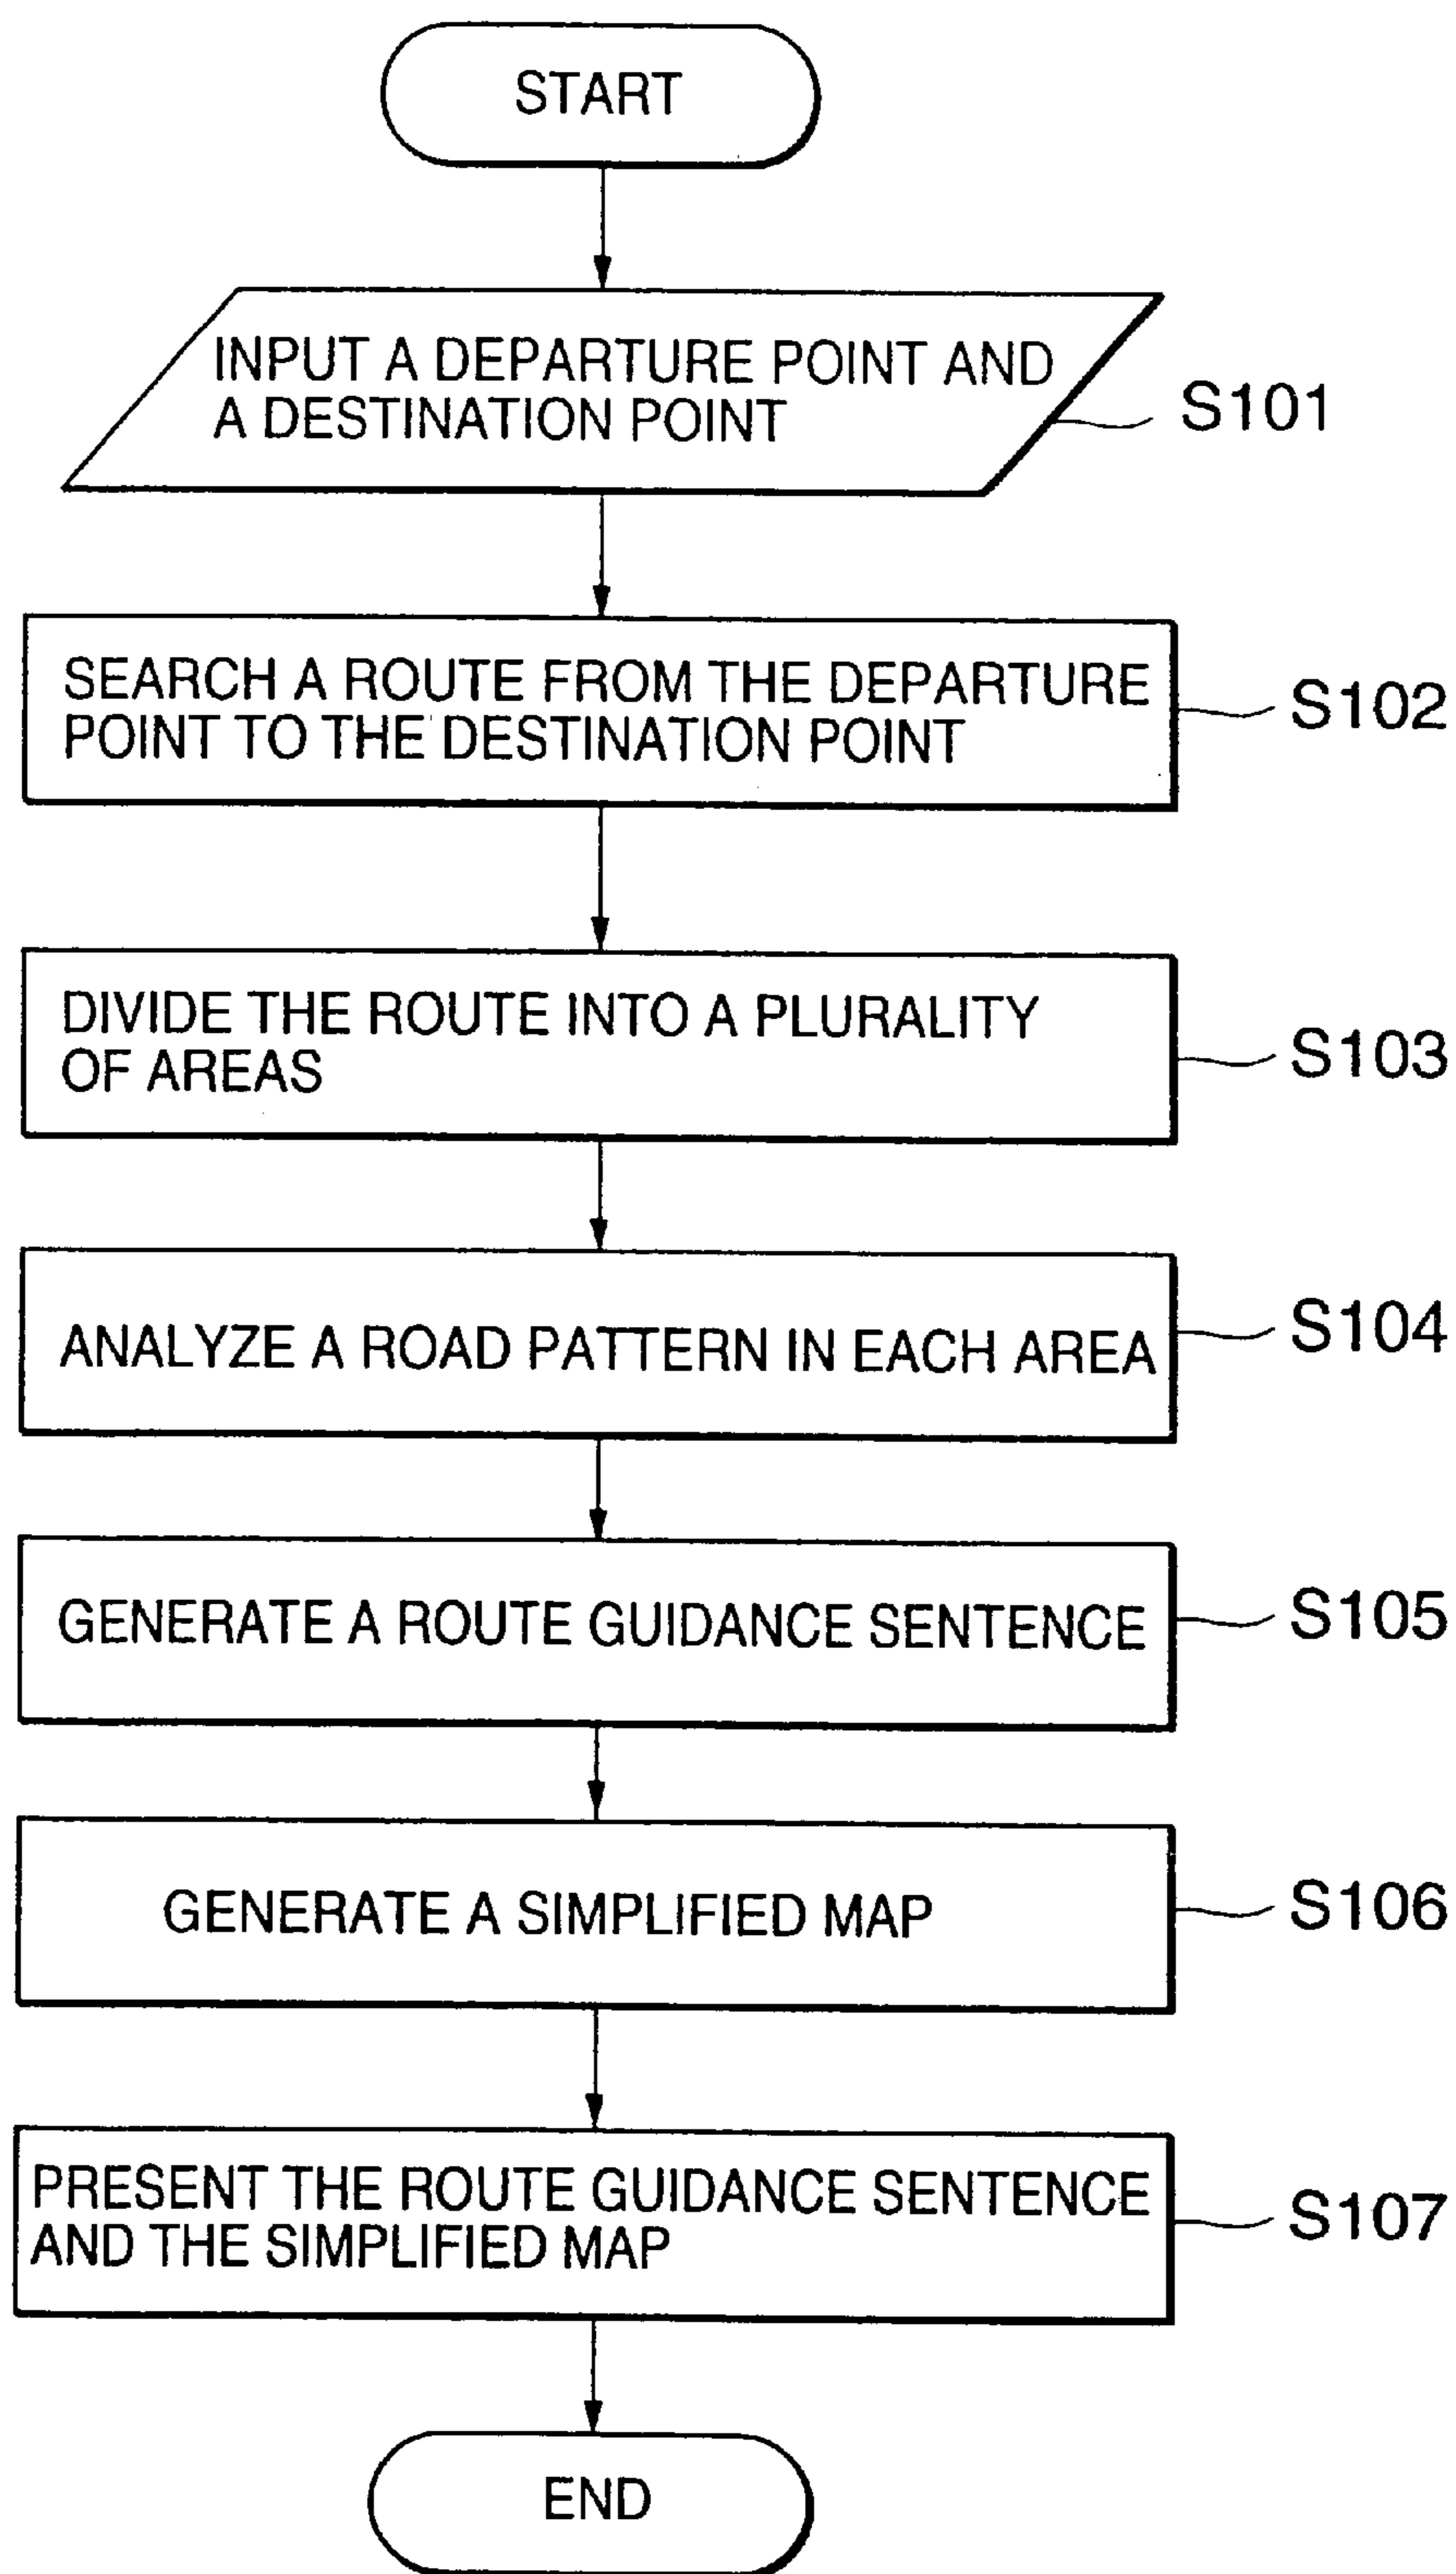 START
INPUT A DEPARTURE POINT AND
A DESTINATION POINT
S101
SEARCH A ROUTE FROM THE DEPARTURE
POINT TO THE DESTINATION POINT
S102
DIVIDE THE ROUTE INTO A PLURALITY
OF AREAS
S103
ANALYZE A ROAD PATTERN IN EACH AREA
S104
GENERATE A ROUTE GUIDANCE SENTENCE
S105
GENERATE A SIMPLIFIED MAP
S106
PRESENT THE ROUTE GUIDANCE SENTENCE
AND THE SIMPLIFIED MAP
S107
END